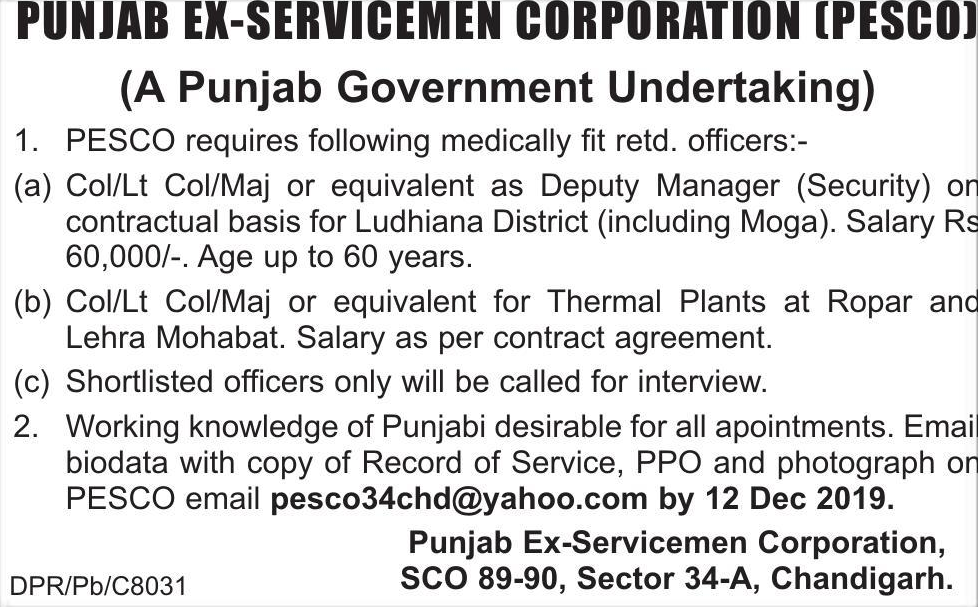 PUNJAB EX-SERVICEMEN CORPORATION (PESCO)
(A Punjab Government Undertaking)
1. PESCO requires following medically fit retd. officers:-
(a) Col/Lt Col/Maj or equivalent as Deputy Manager (Security) on
contractual basis for Ludhiana District (including Moga). Salary Rs
60,000/-. Age up to 60 years.
(b) Col/Lt Col/Maj or equivalent for Thermal Plants at Ropar and
Lehra Mohabat. Salary as per contract agreement.
(c) Shortlisted officers only will be called for interview.
2. Working knowledge of Punjabi desirable for all apointments. Email
biodata with copy of Record of Service, PPO and photograph on
PESCO email pesco34chd@yahoo.com by 12 Dec 2019.
Punjab Ex-Servicemen Corporation,
SCO 89-90, Sector 34-A, Chandigarh.
DPR/Pb/C8031